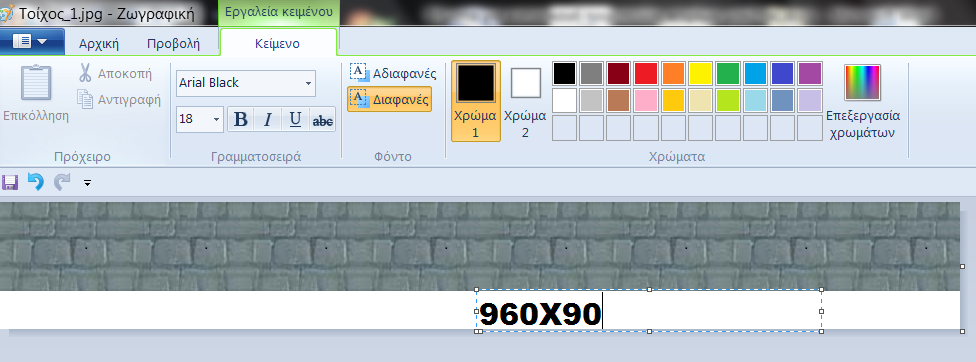 Τοίχος_1.jpg - Ζωγραφική
Εργαλεία κειμένου
Αρχική Προβολή Κείμενο
Επικόλληση
Αποκοπή
Αντιγραφή
Πρόχειρο
Arial Black
18 B I U abc
Γραμματοσειρά
Αδιαφανές
Διαφανές
Φόντο
Χρώμα 1
Χρώμα 2
Επεξεργασία χρωμάτων
Χρώματα
960X90